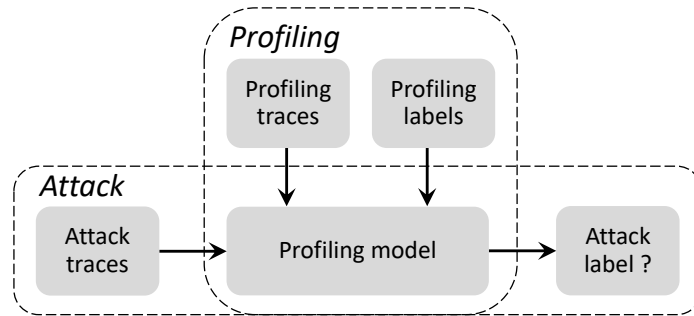 Profiling
Profiling
traces
Profiling
labels
Attack
Attack
traces
Profiling model
Attack
label ?